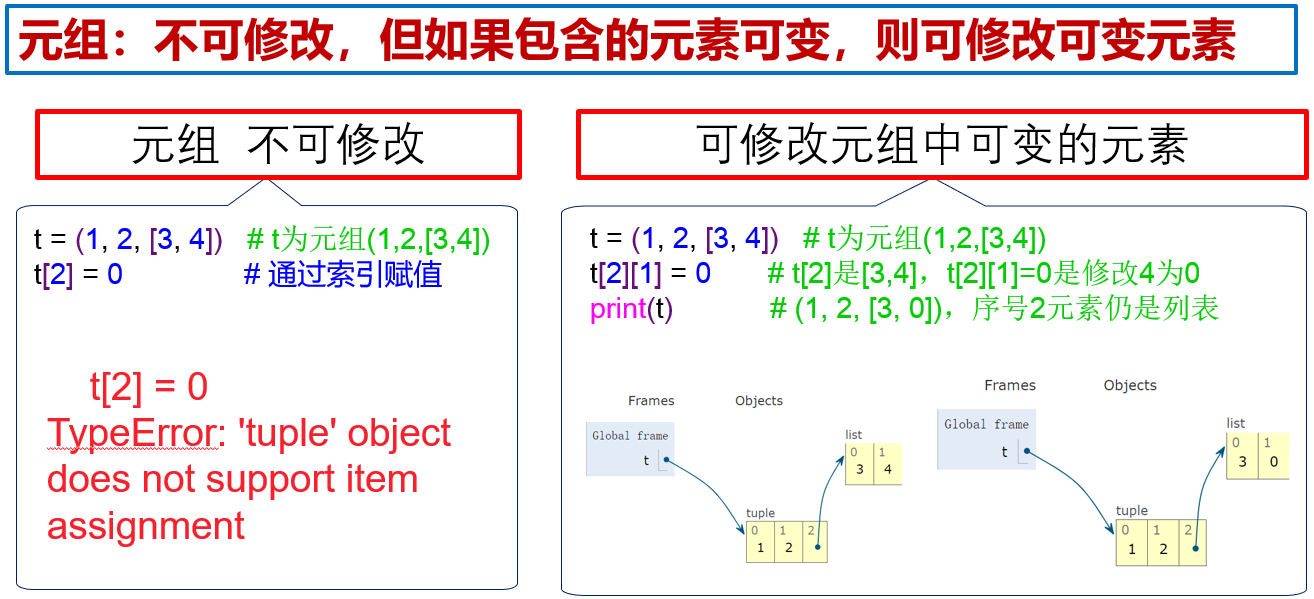 元组：不可修改，但如果包含的元素可变，则可修改可变元素
元组 不可修改
t = (1, 2, [3, 4]) # t为元组(1,2,[3,4])
t[2] = 0 # 通过索引赋值
t[2] = 0
TypeError: 'tuple' object
does not support item
assignment
可修改元组中可变的元素
t = (1, 2, [3, 4]) # t为元组(1,2,[3,4])
t[2][1] = 0 # t[2]是[3,4]，t[2][1]=0是修改4为0
print(t) # (1, 2, [3, 0])，序号2元素仍是列表
Frames Objects
Global frame
t
list
0 1
3 4
tuple
0 1 2
1 2
Frames Objects
Global frame
t
list
0 1
3 0
tuple
0 1 2
1 2